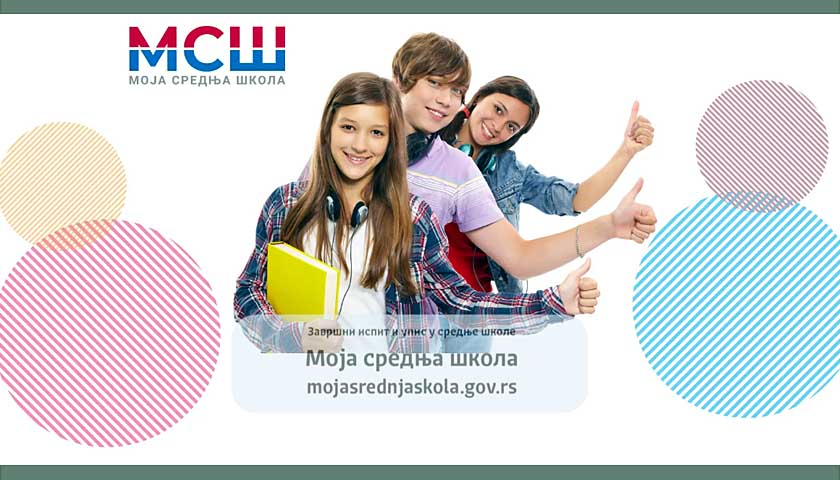 МСШ
МОЈА СРЕДЊА ШКОЛА
Завршни испит и упис у средње школе
Моја средња школа
mojasrednjaskola.gov.rs